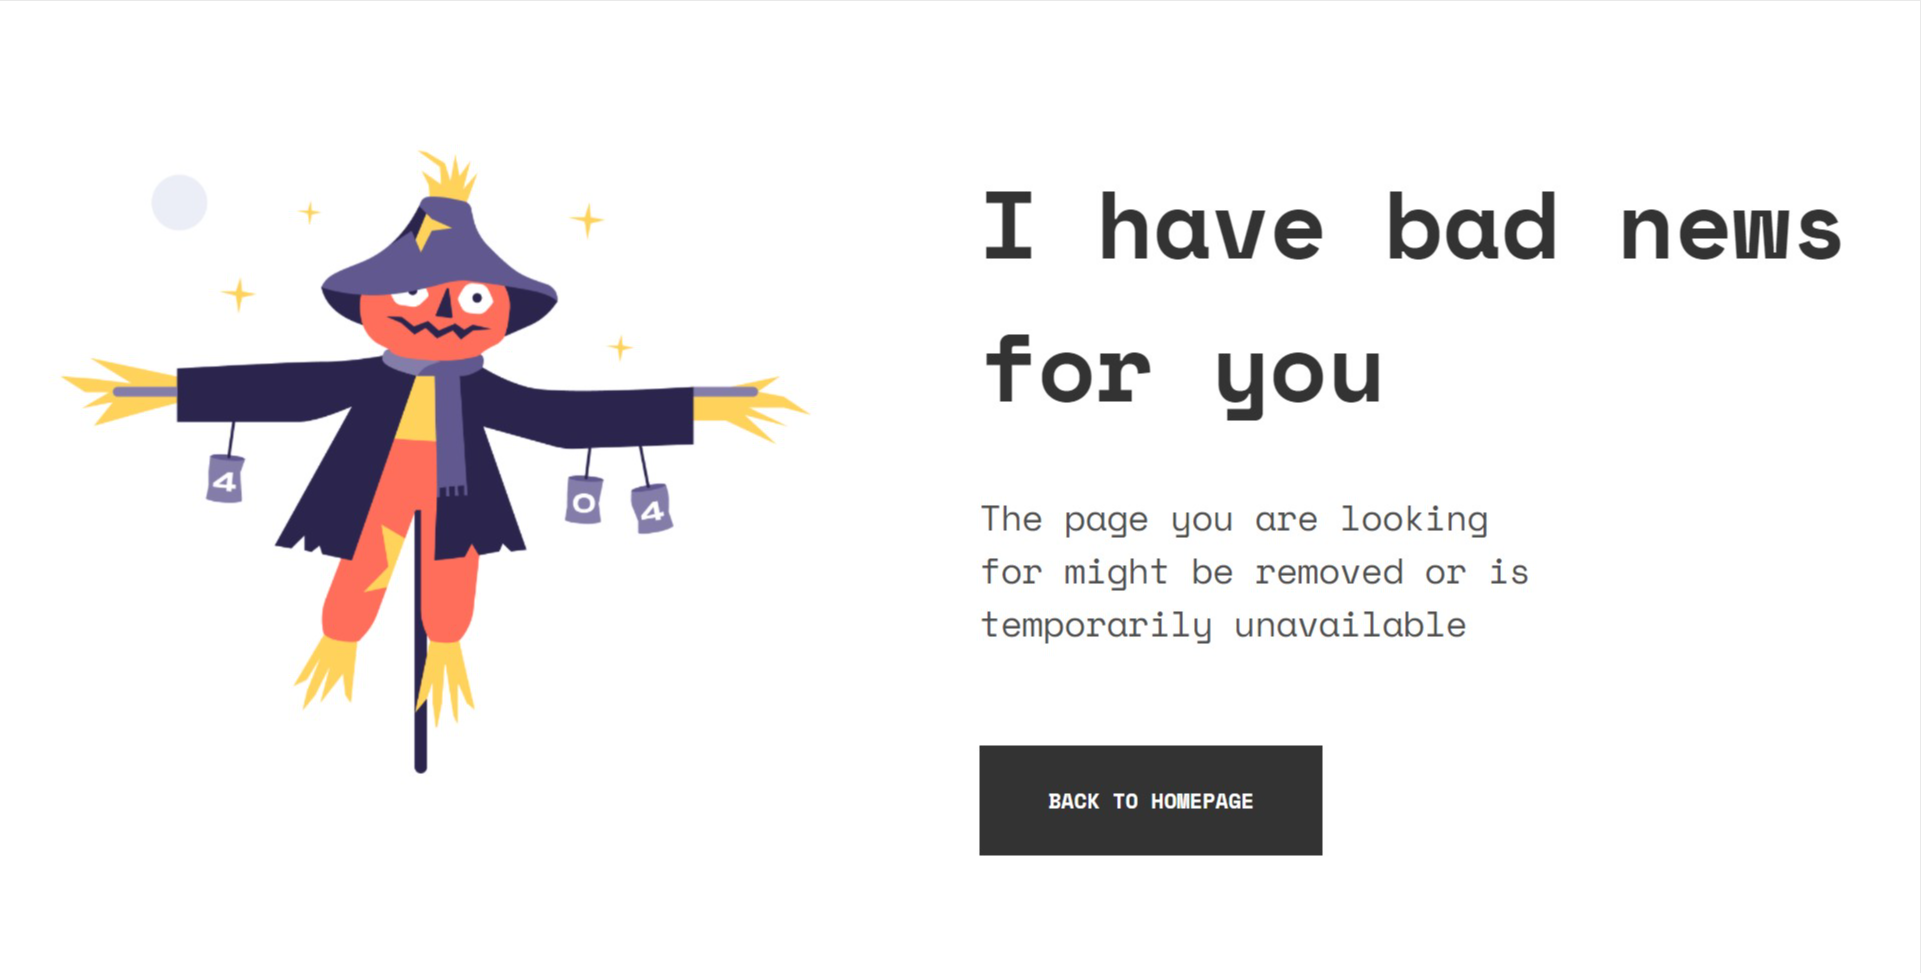 4 0 4
I have bad news
for you
The page you are looking
for might be removed or is
temporarily unavailable
BACK TO HOMEPAGE